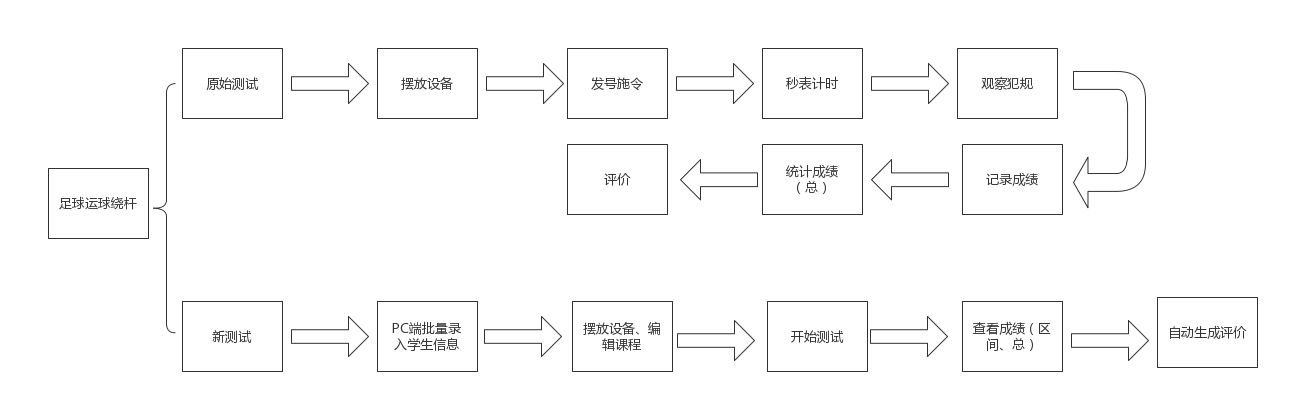 原始测试
摆放设备
发号施令
秒表计时
观察犯规
评价
统计成绩
（总）
记录成绩
足球运球绕杆
新测试
PC端批量录
入学生信息
摆放设备、编
辑课程
开始测试
查看成绩（区
间、总）
自动生成评价